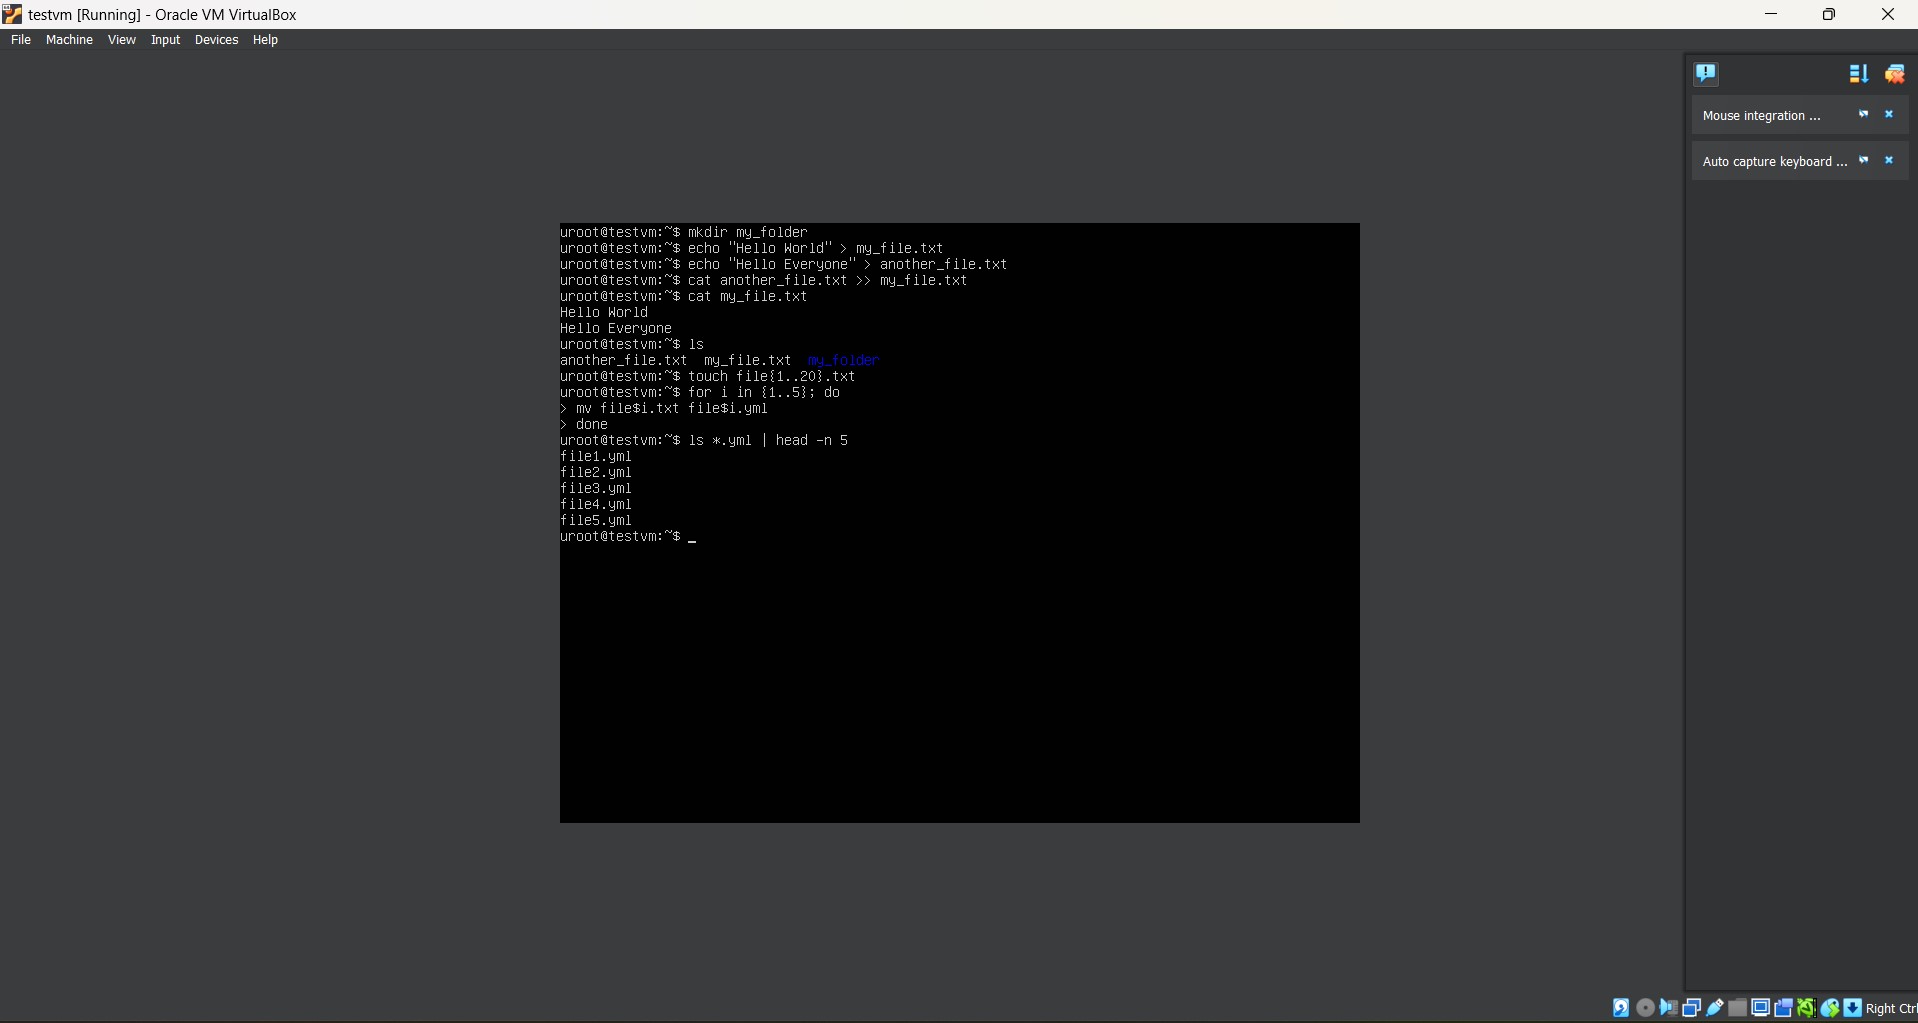 testvm [Running] - Oracle VM VirtualBox
File Machine View Input Devices Help
Mouse integration ...
Auto capture keyboard ...
uroot@testvm:~$ mkdir my_folder
uroot@testvm:~$ echo "Hello World" > my_file.txt
uroot@testvm:~$ echo "Hello Everyone" > another_file.txt
uroot@testvm:~$ cat another_file.txt >> my_file.txt
uroot@testvm:~$ cat my_file.txt
Hello World
Hello Everyone
uroot@testvm:~$ ls
another_file.txt my_file.txt my_folder
uroot@testvm:~$ touch file{1..20}.txt
uroot@testvm:~$ for i in {1..5}; do
> mv file$i.txt file$i.yml
> done
uroot@testvm:~$ ls *.yml | head -n 5
file1.yml
file2.yml
file3.yml
file4.yml
file5.yml
uroot@testvm:~$ _
Right Ctrl